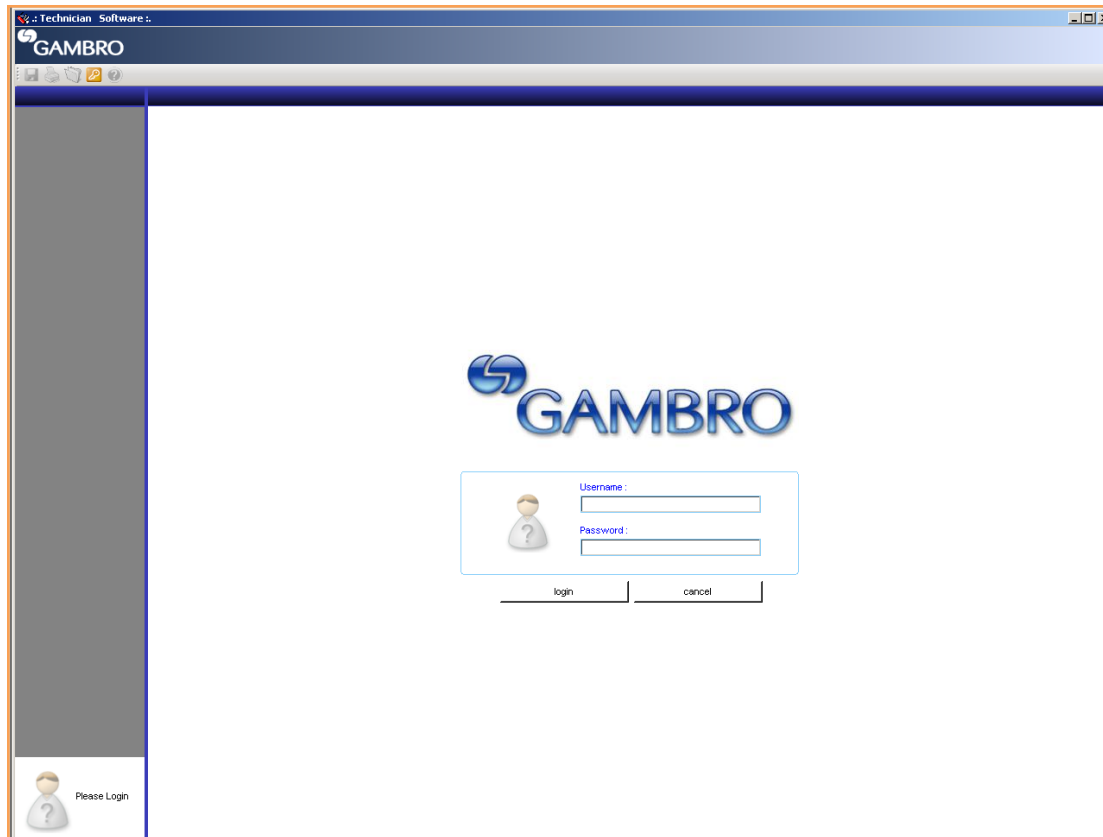 .: Technician Software :.
GAMBRO
GAMBRO
Username :
Password :
login
cancel
Please Login